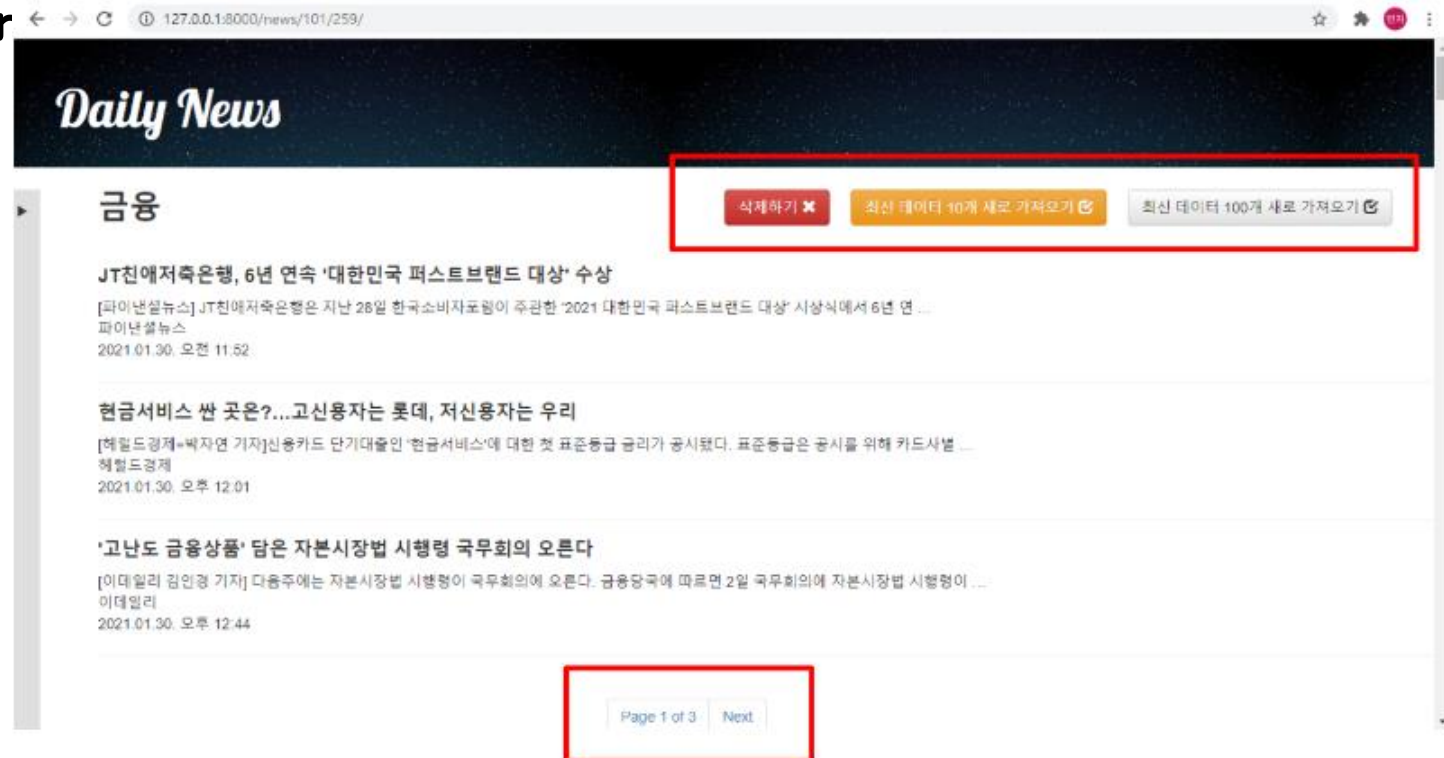 r
127.0.0.1:8000/news/101/259/
민지
Daily News
금융
삭제하기
최신 데이터 10개 새로 가져오기
최신 데이터 100개 새로 가져오기
JT친애저축은행, 6년 연속 '대한민국 퍼스트브랜드 대상' 수상
[파이낸셜뉴스] JT친애저축은행은 지난 28일 한국소비자포럼이 주관한 '2021 대한민국 퍼스트브랜드 대상' 시상식에서 6년 연 ...
파이낸셜뉴스
2021.01.30. 오전 11:52
현금서비스 싼 곳은?...고신용자는 롯데, 저신용자는 우리
[헤럴드경제=박자연 기자]신용카드 단기대출인 '현금서비스'에 대한 첫 표준등급 금리가 공시됐다. 표준등급은 공시를 위해 카드사별 ...
헤럴드경제
2021.01.30. 오후 12:01
'고난도 금융상품' 담은 자본시장법 시행령 국무회의 오른다
[이데일리 김인경 기자] 다음주에는 자본시장법 시행령이 국무회의에 오른다. 금융당국에 따르면 2일 국무회의에 자본시장법 시행령이 ...
이데일리
2021.01.30. 오후 12:44
Page 1 of 3
Next